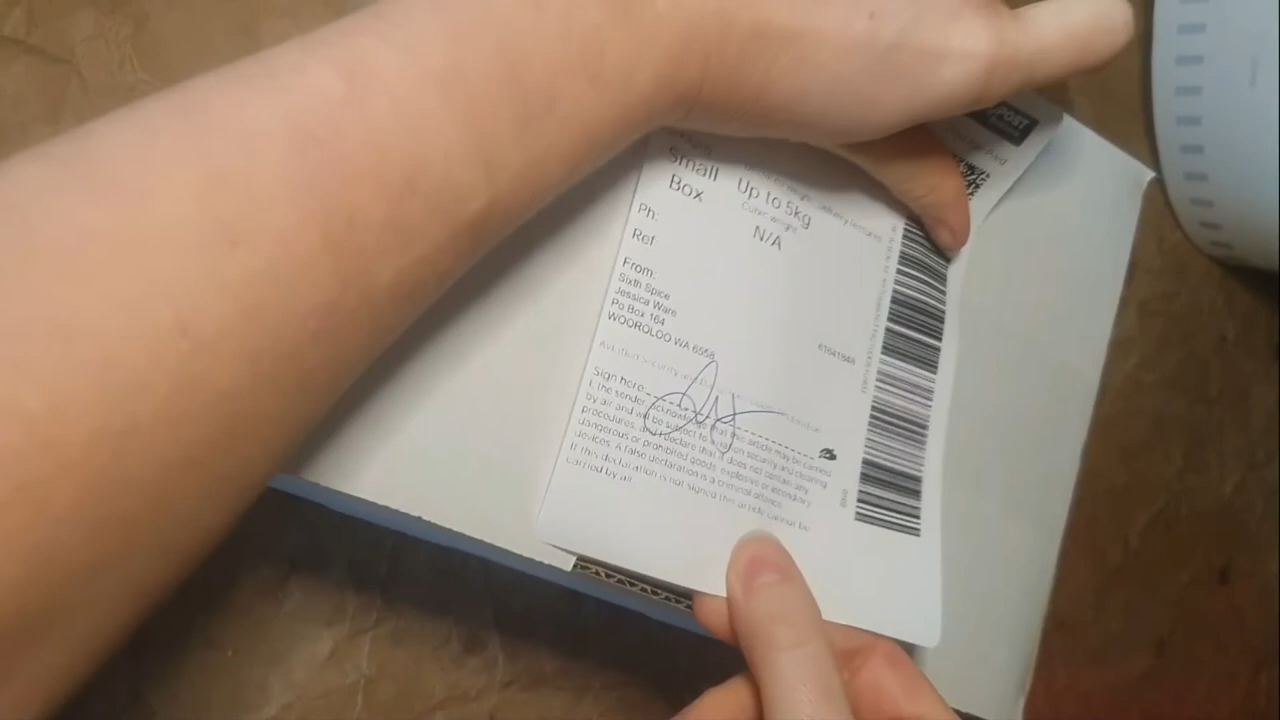 POST
Small
Box
Up to 5kg
Cubic weight
N/A
Ph:
Ref:
From:
Sixth Spice
Jessica Ware
Po Box 164
WOOROLOO WA 6558
61641848
Aviation Security and
Sign here:
I, the sender, acknowledge that this article may be carried
by air and will be subject to aviation security and clearing
procedures, and I declare that it does not contain any
dangerous or prohibited goods, explosive or incendiary
devices. A false declaration is a criminal offence.
If this declaration is not signed this article cannot be
carried by air.